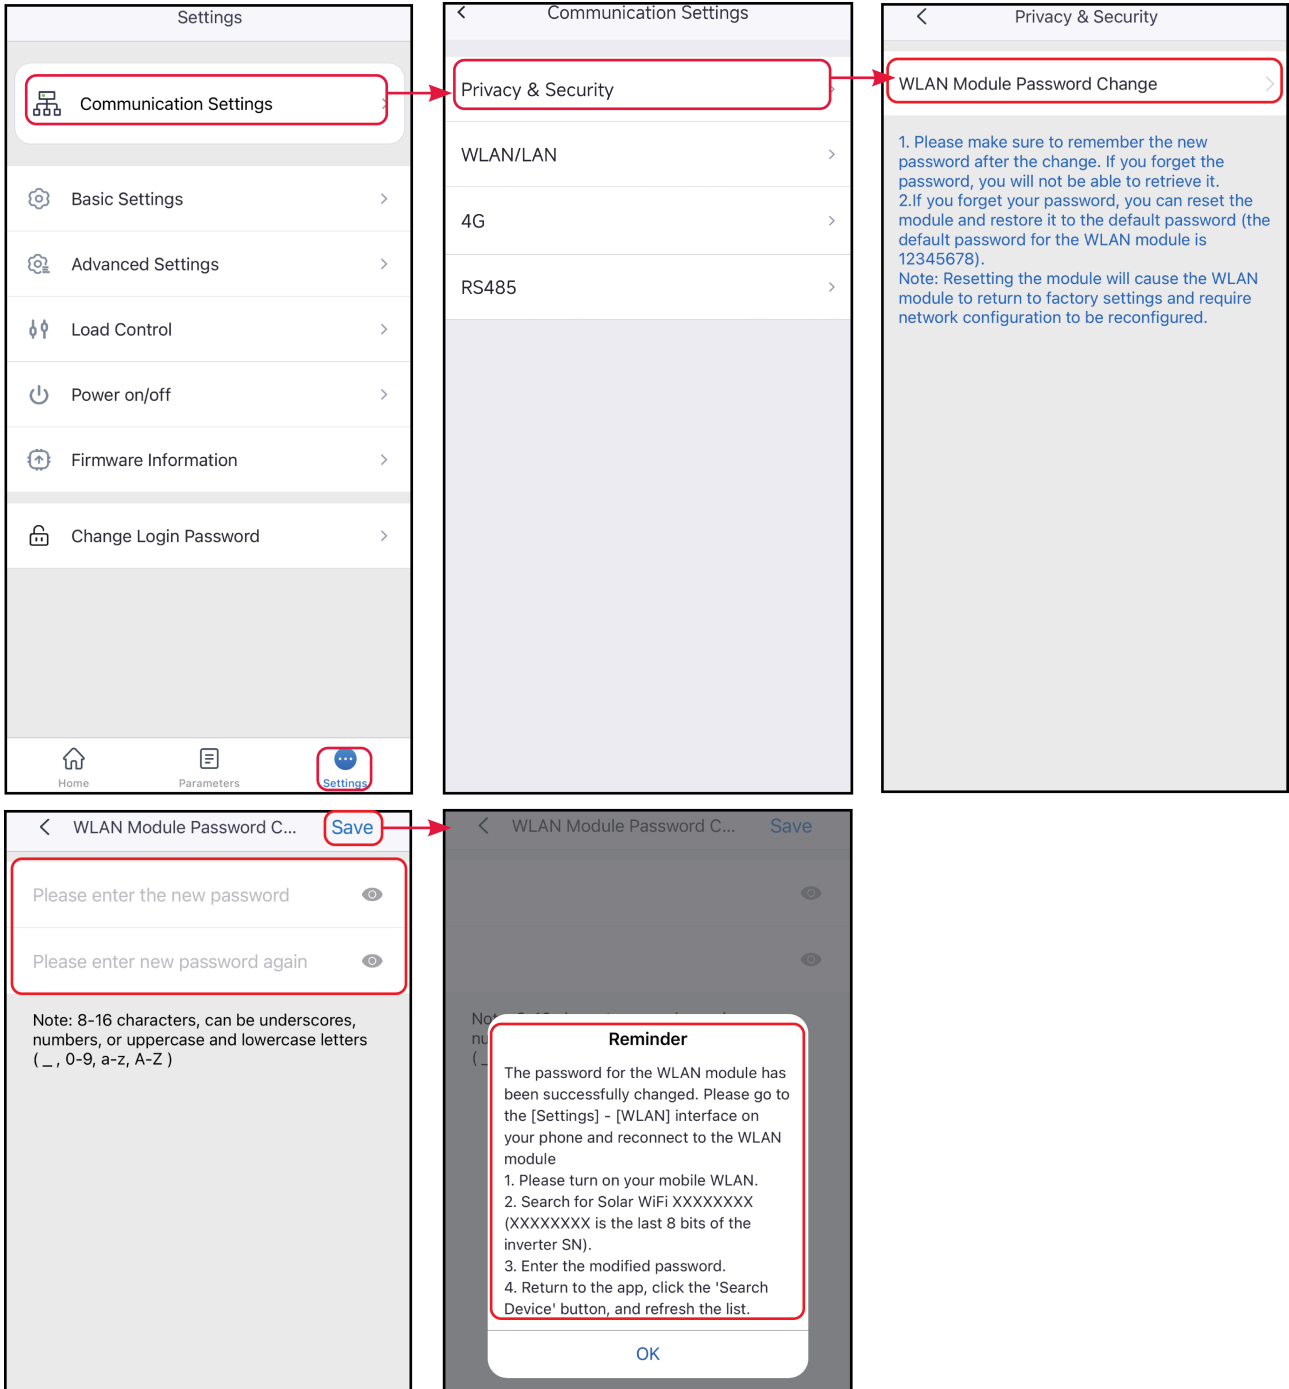 Settings
Communication Settings
Basic Settings
Advanced Settings
Load Control
Power on/off
Firmware Information
Change Login Password
Home
Parameters
Settings
Communication Settings
Privacy & Security
WLAN/LAN
4G
RS485
Privacy & Security
WLAN Module Password Change
1. Please make sure to remember the new
password after the change. If you forget the
password, you will not be able to retrieve it.
2.If you forget your password, you can reset the
module and restore it to the default password (the
default password for the WLAN module is
12345678).
Note: Resetting the module will cause the WLAN
module to return to factory settings and require
network configuration to be reconfigured.
WLAN Module Password C...
Save
Please enter the new password
Please enter new password again
Note: 8-16 characters, can be underscores,
numbers, or uppercase and lowercase letters
( _ , 0-9, a-z, A-Z )
WLAN Module Password C...
Save
Reminder
The password for the WLAN module has
been successfully changed. Please go to
the [Settings] - [WLAN] interface on
your phone and reconnect to the WLAN
module
1. Please turn on your mobile WLAN.
2. Search for Solar WiFi XXXXXXXX
(XXXXXXXX is the last 8 bits of the
inverter SN).
3. Enter the modified password.
4. Return to the app, click the 'Search
Device' button, and refresh the list.
OK